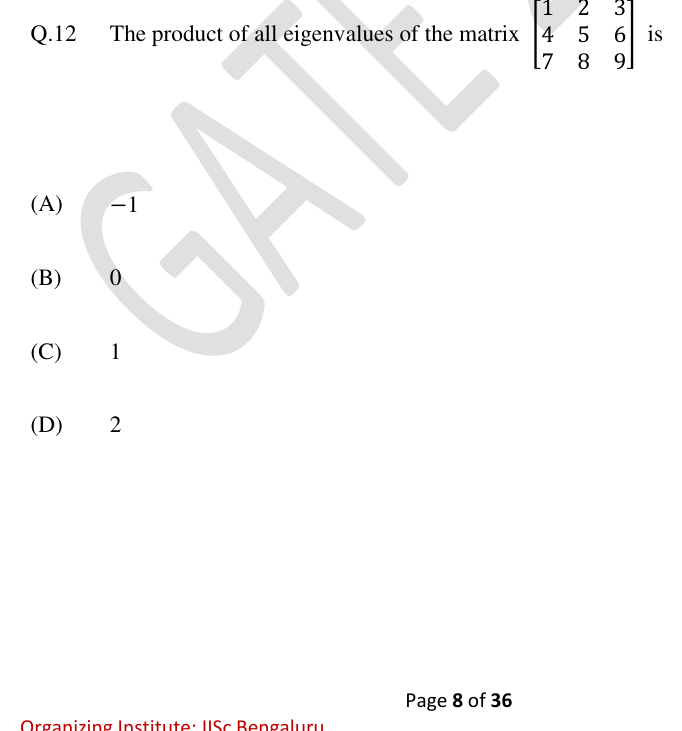 Q.12 The product of all eigenvalues of the matrix [1 2 3
4 5 6
7 8 9] is
(A) −1
(B) 0
(C) 1
(D) 2
GATE
Page 8 of 36
Organizing Institute: IISc Bengaluru